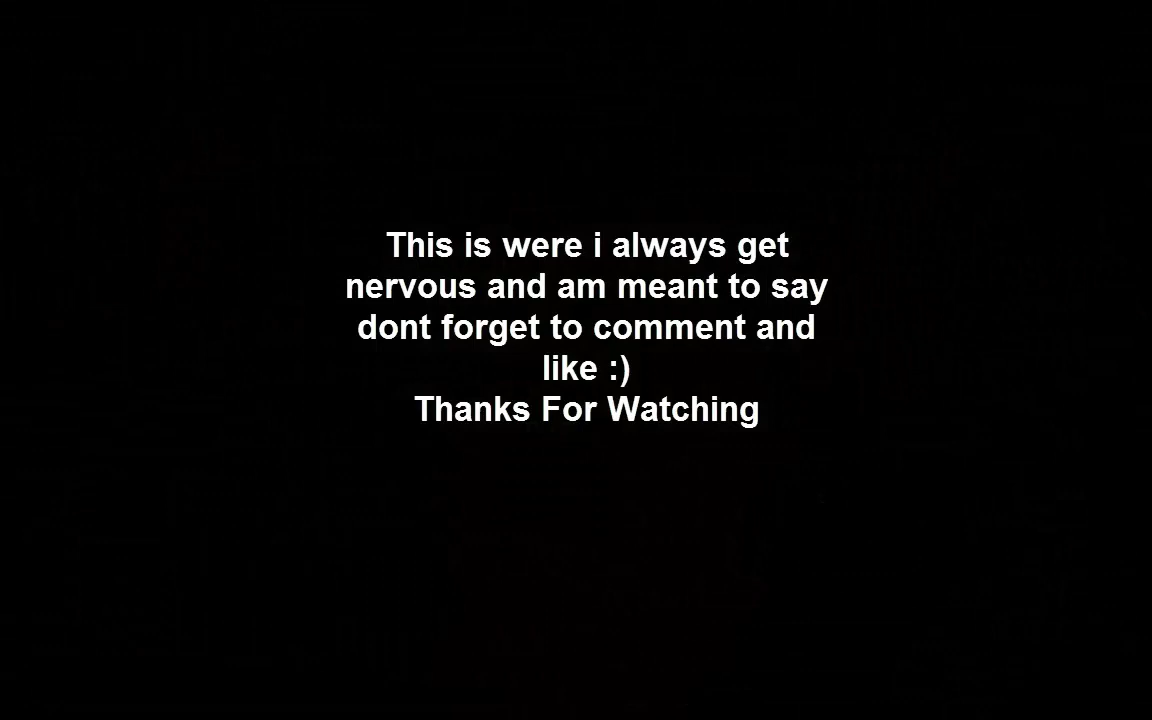 This is were i always get
nervous and am meant to say
dont forget to comment and
like :)
Thanks For Watching